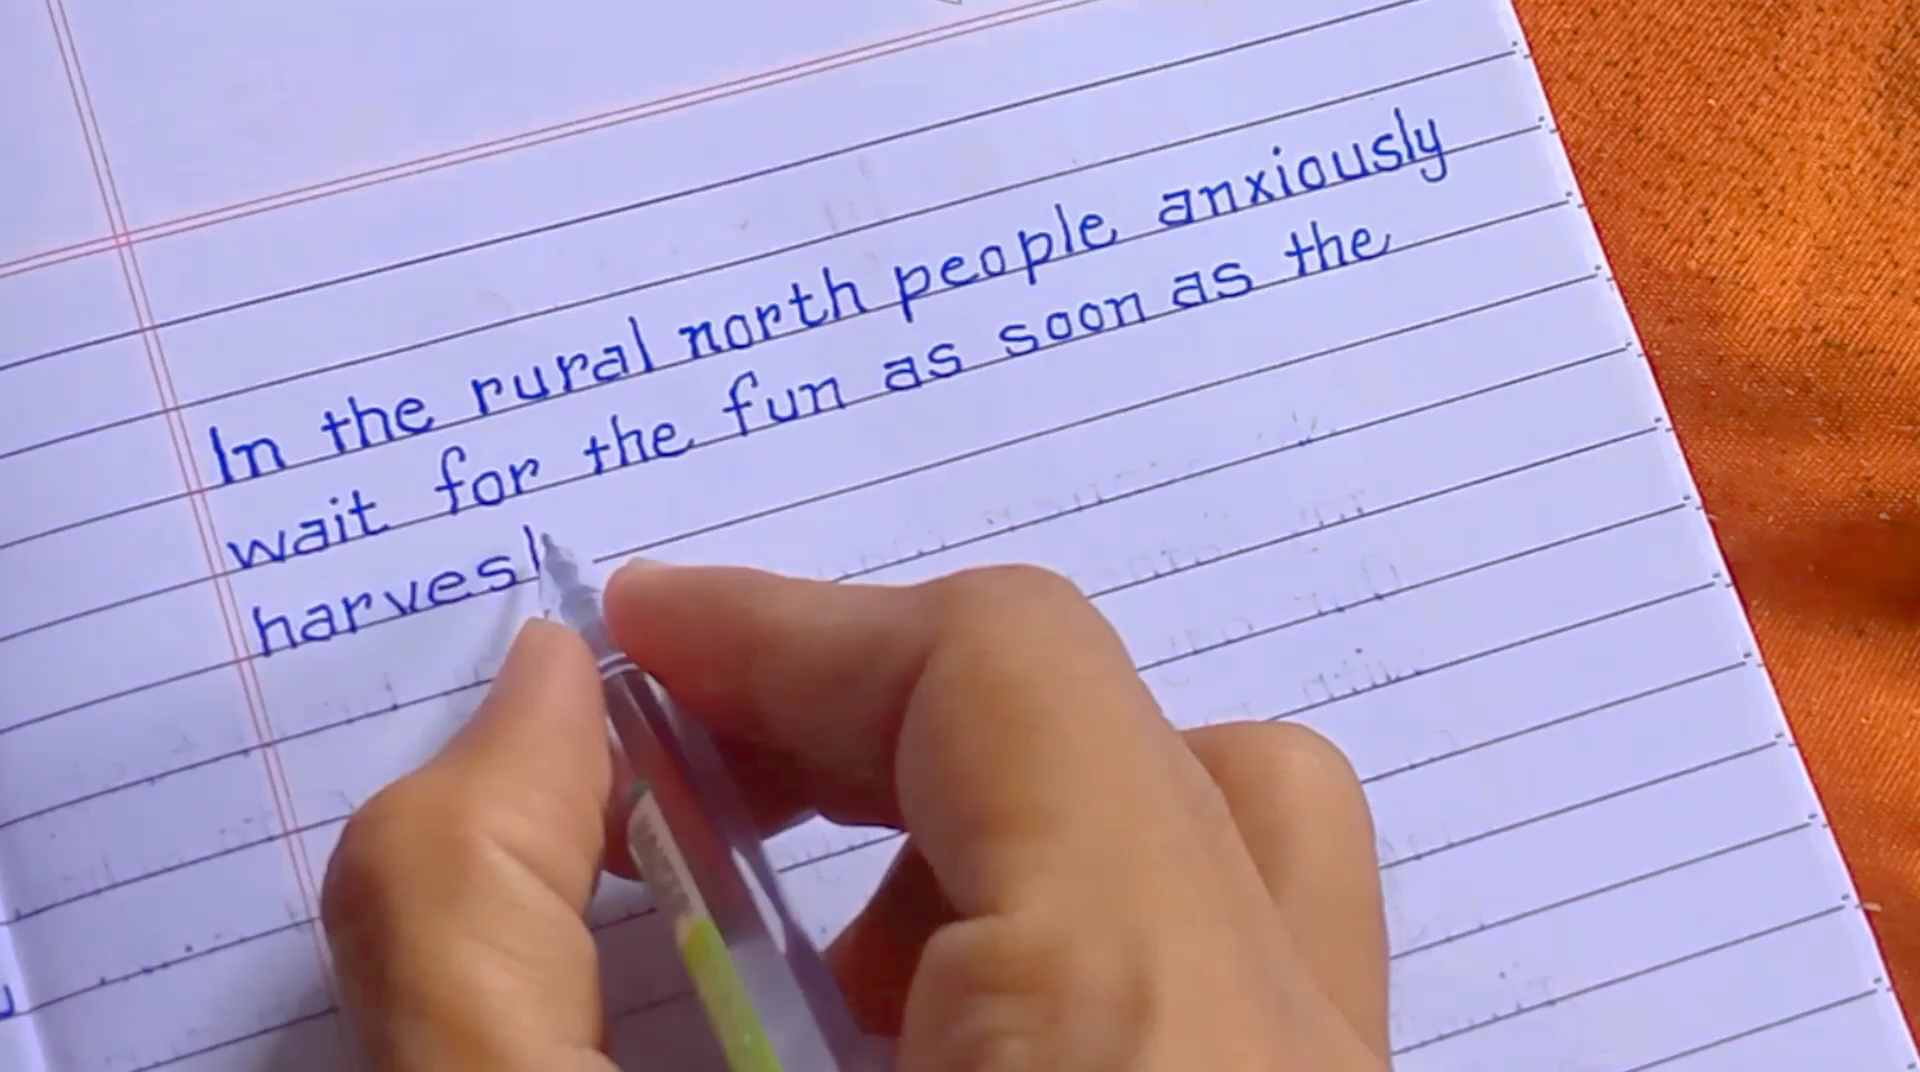 In the rural north people anxiously
wait for the fun as soon as the
harvest